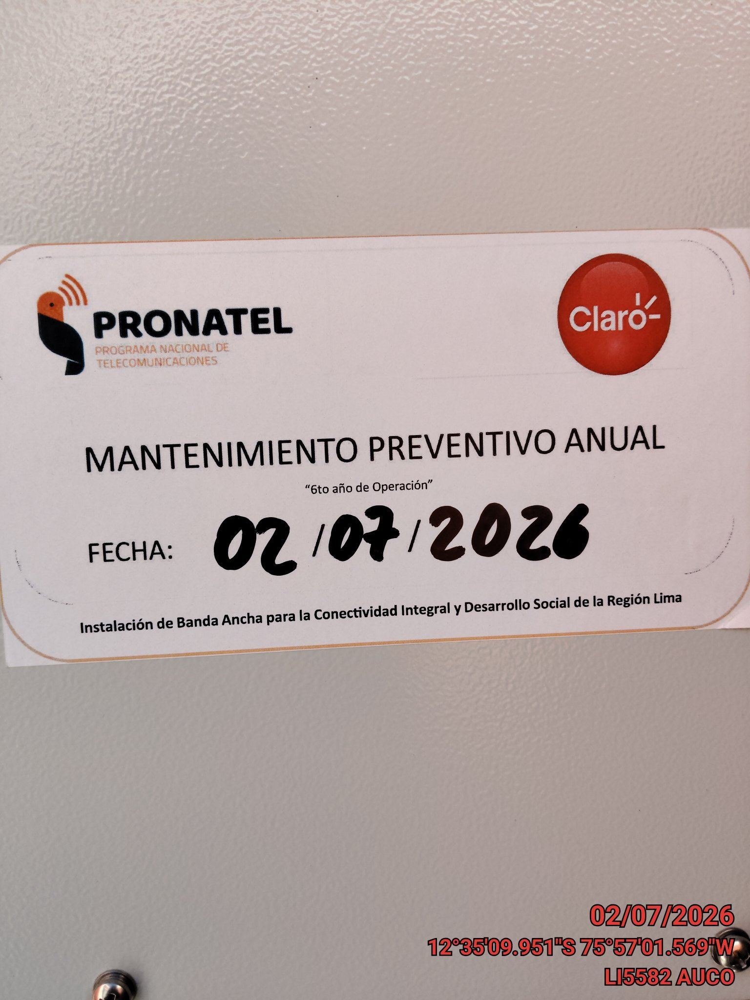 PRONATEL
PROGRAMA NACIONAL DE
TELECOMUNICACIONES
Claro
MANTENIMIENTO PREVENTIVO ANUAL
“6to año de Operación”
FECHA: 02/07/2026
Instalación de Banda Ancha para la Conectividad Integral y Desarrollo Social de la Región Lima
02/07/2026
12°35'09.951"S 75°57'01.569"W
LI5582 AUCO